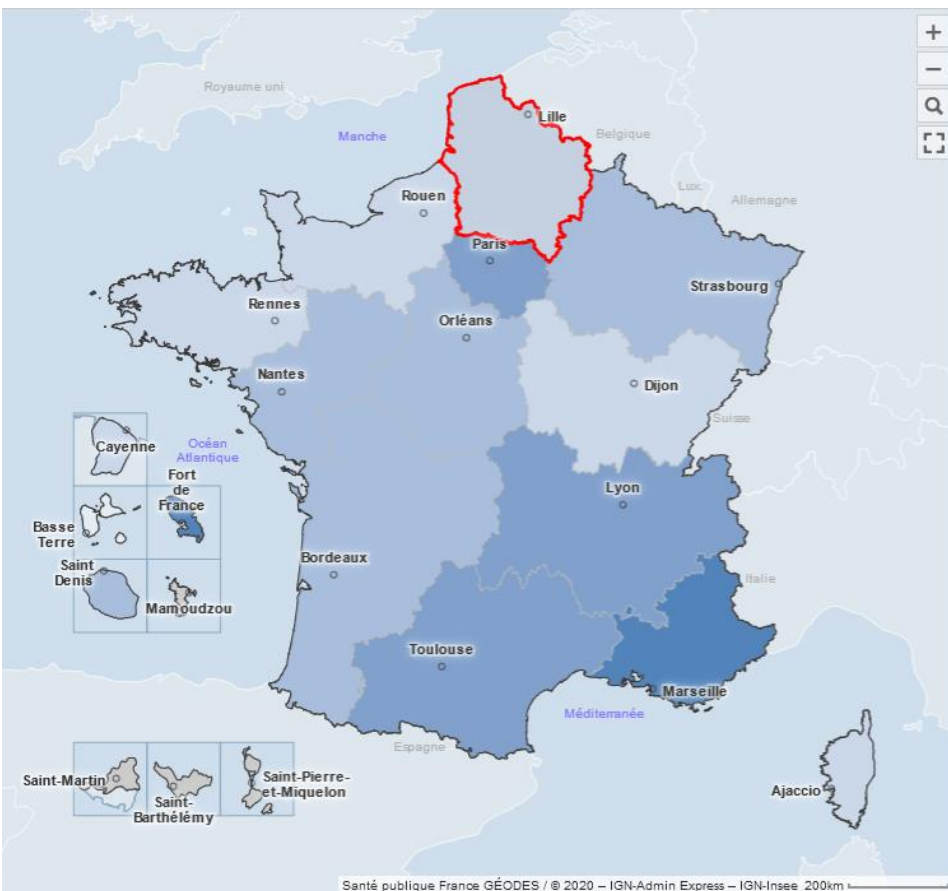 Royaume uni
Manche
Lille
Belgique
Lux.
Allemagne
Rouen
Paris
Strasbourg
Rennes
Orléans
Nantes
Dijon
Suisse
Océan
Atlantique
Cayenne
Fort
de
France
Lyon
Basse
Terre
Saint
Denis
Bordeaux
Italie
Mamoudzou
Toulouse
Marseille
Méditerranée
Espagne
Saint-Martin
Saint-
Barthélémy
Saint-Pierre-
et-Miquelon
Ajaccio
Santé publique France GÉODES / © 2020 – IGN-Admin Express – IGN-Insee 200km